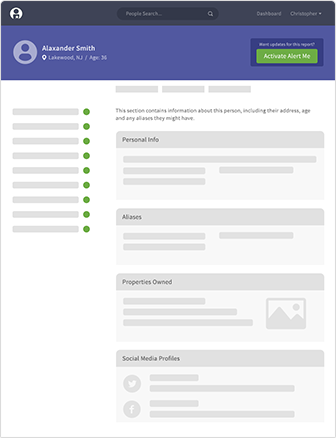 People Search...
Dashboard
Christopher
Alaxander Smith
Lakewood, NJ / Age: 36
Want updates for this report?
Activate Alert Me
This section contains information about this person, including their address, age
and any aliases they might have.
Personal Info
Aliases
Properties Owned
Social Media Profiles